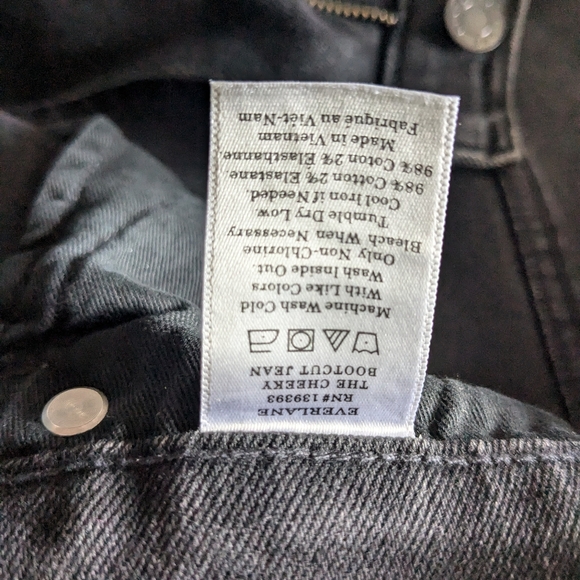 EVERLANE
RN# 139393
THE CHEEKY
BOOTCUT JEAN
Machine Wash Cold
With Like Colors
Wash Inside Out.
Only Non-Chlorine
Bleach When Necessary
Tumble Dry Low
Cool Iron if Needed.
98% Cotton 2% Elastane
98% Coton 2% Elasthanne
Made in Vietnam
Fabrique au Viet-Nam